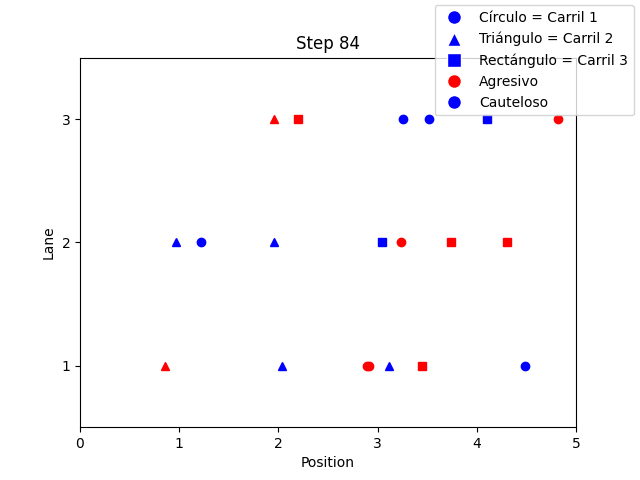 Step 84
Círculo = Carril 1
Triángulo = Carril 2
Rectángulo = Carril 3
Agresivo
Cauteloso
Lane
3
2
1
0 1 2 3 4 5
Position